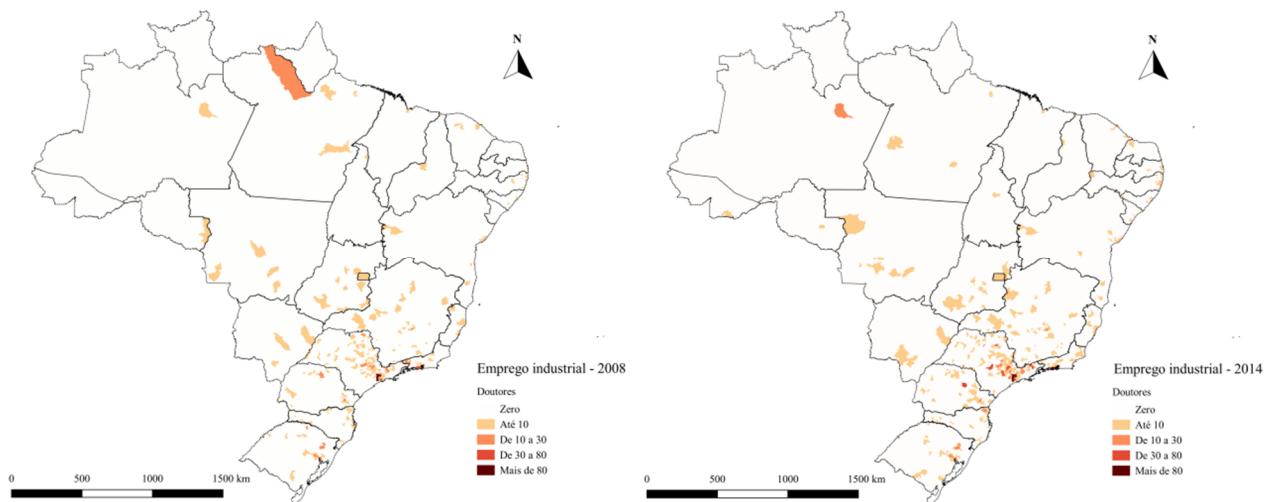 N
Emprego industrial - 2008
Doutores
Zero
Até 10
De 10 a 30
De 30 a 80
Mais de 80
0 500 1000 1500 km
N
Emprego industrial - 2014
Doutores
Zero
Até 10
De 10 a 30
De 30 a 80
Mais de 80
0 500 1000 1500 km